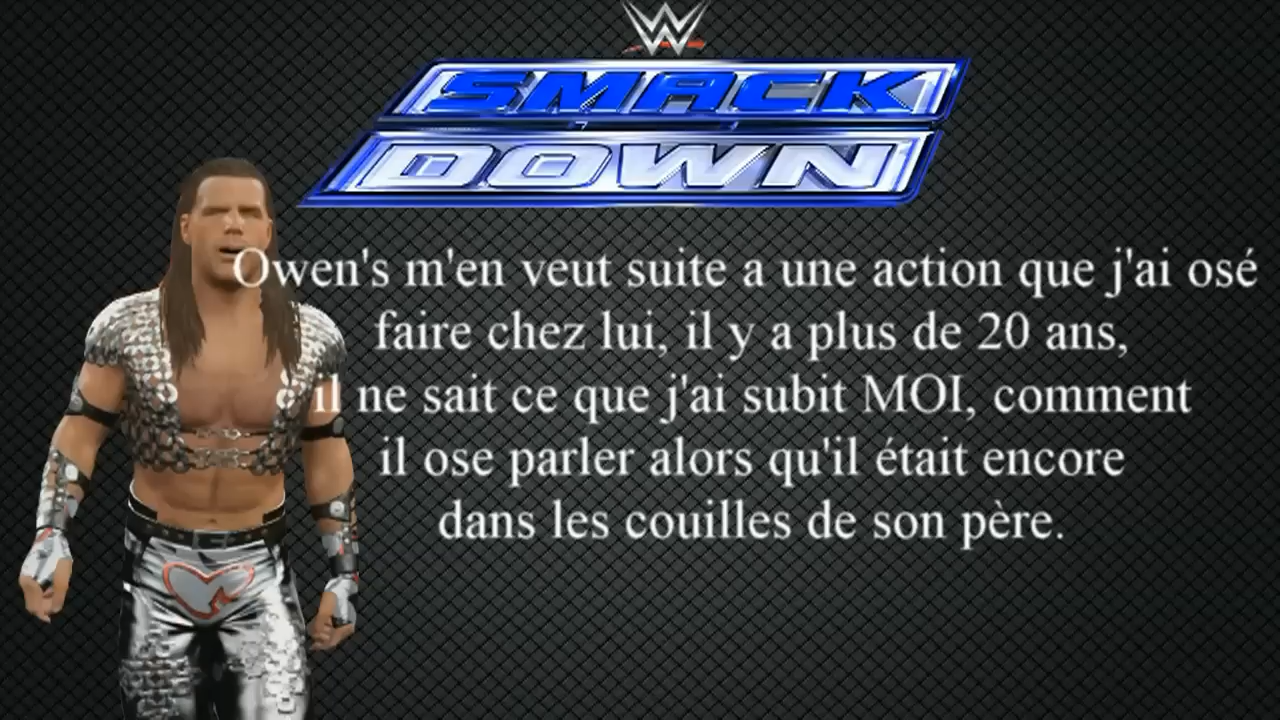 W
SMACK
DOWN
Owen's m'en veut suite a une action que j'ai osé
faire chez lui, il y a plus de 20 ans,
il ne sait ce que j'ai subit MOI, comment
il ose parler alors qu'il était encore
dans les couilles de son père.